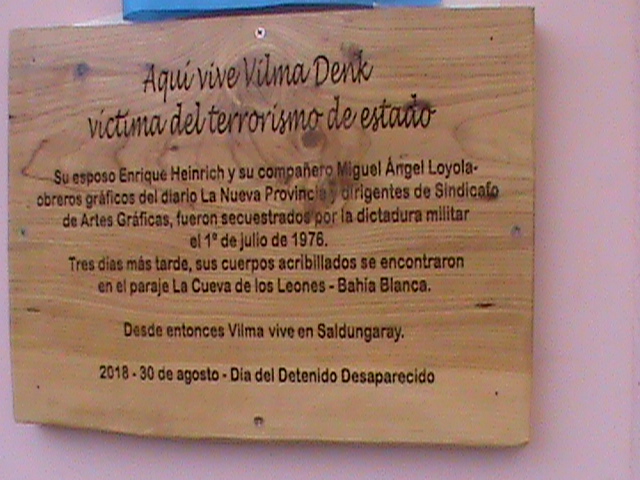 Aquí vive Vilma Denk
víctima del terrorismo de estado
Su esposo Enrique Heinrich y su compañero Miguel Ángel Loyola-
obreros gráficos del diario La Nueva Provincia y dirigentes de Sindicato
de Artes Gráficas, fueron secuestrados por la dictadura militar
el 1º de julio de 1976.
Tres días más tarde, sus cuerpos acribillados se encontraron
en el paraje La Cueva de los Leones - Bahía Blanca.
Desde entonces Vilma vive en Saldungaray.
2018 - 30 de agosto - Día del Detenido Desaparecido